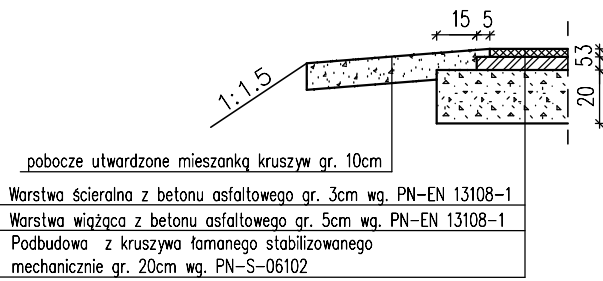 15 5
53
20
1:1.5
pobocze utwardzone mieszanką kruszyw gr. 10cm
Warstwa ścieralna z betonu asfaltowego gr. 3cm wg. PN-EN 13108-1
Warstwa wiążąca z betonu asfaltowego gr. 5cm wg. PN-EN 13108-1
Podbudowa z kruszywa łamanego stabilizowanego
mechanicznie gr. 20cm wg. PN-S-06102